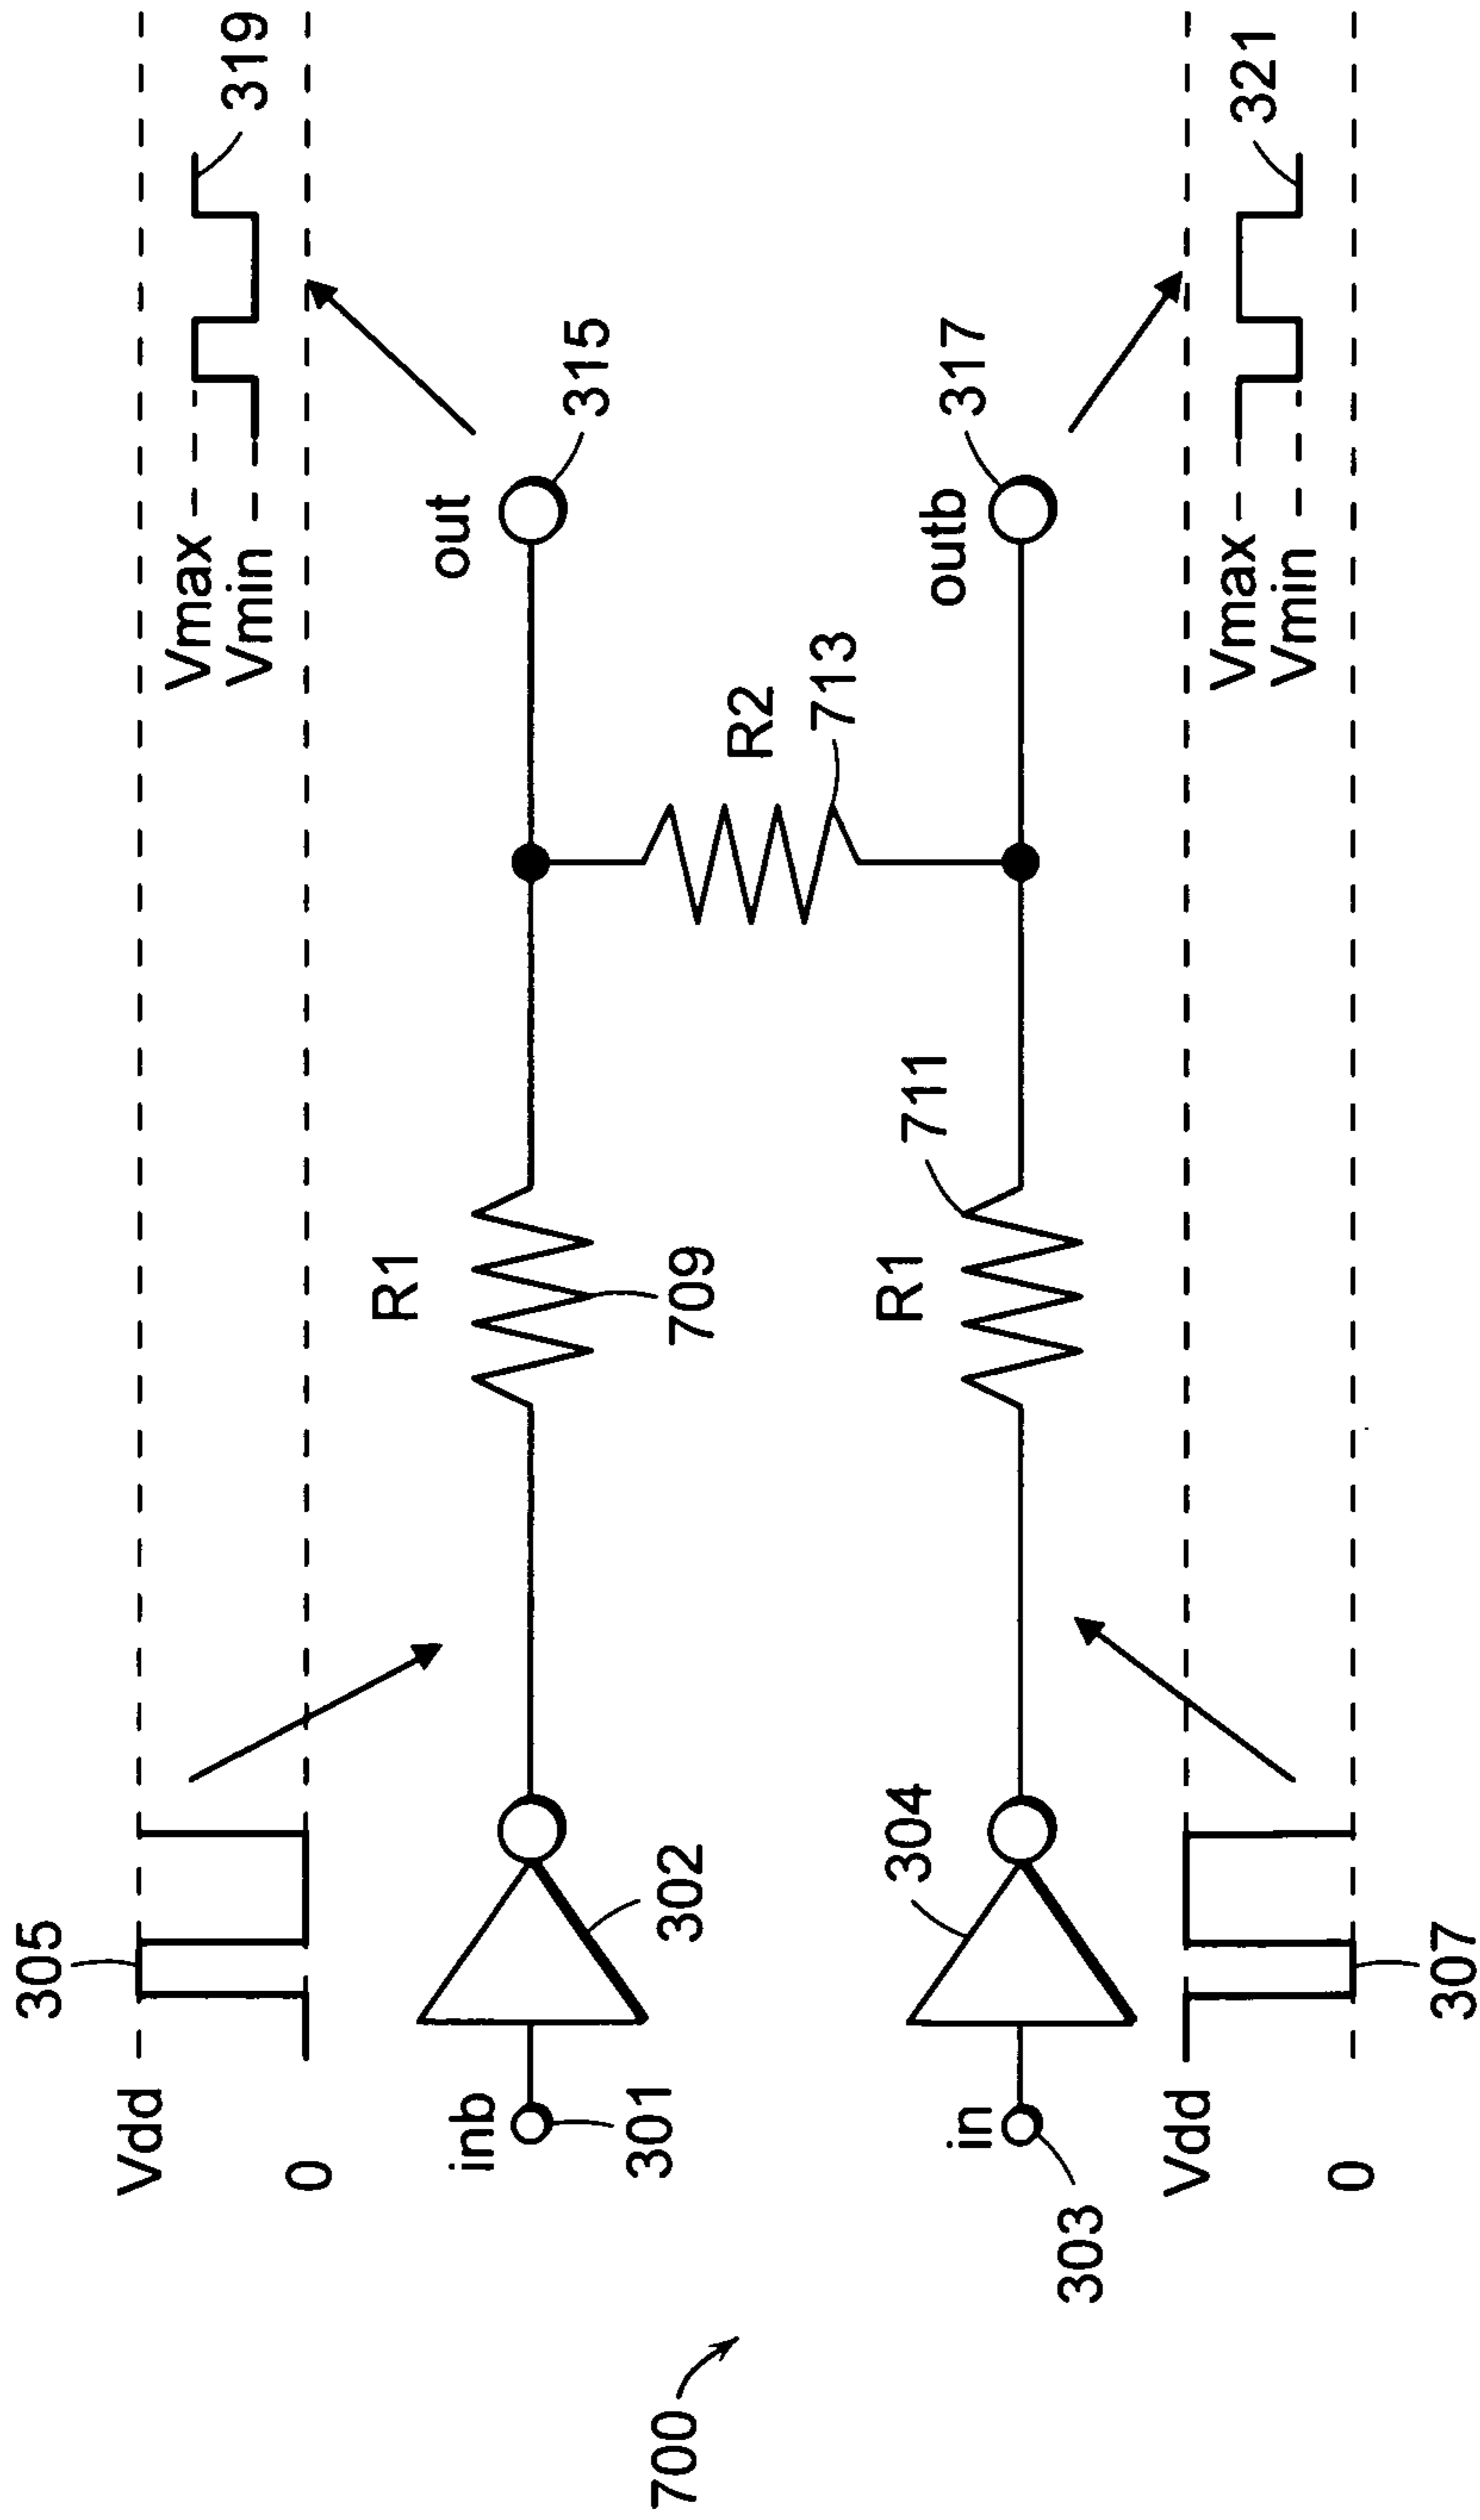 305
Vdd
0
319
Vmax
Vmin
R1
out
315
inb
301
302
709
R2
713
700
304
R1
711
outb
317
in
303
Vdd
0
Vmax
Vmin
321
307